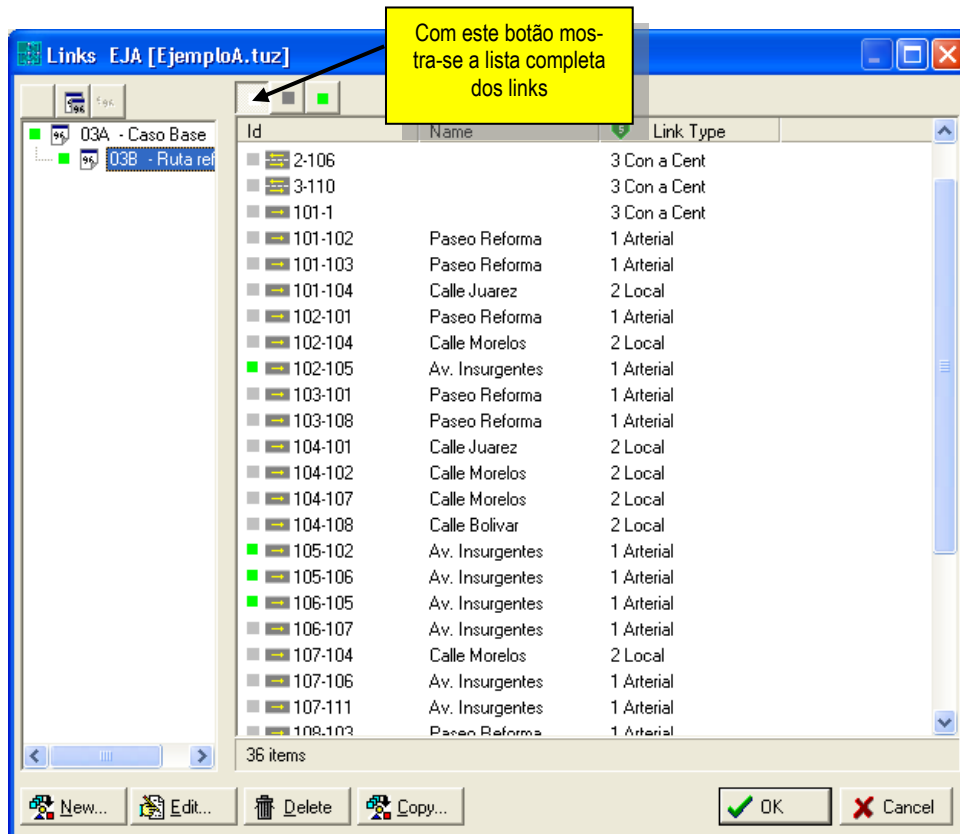 Com este botão mos-
tra-se a lista completa
dos links
Links EJA [EjemploA.tuz]
03A - Caso Base
03B - Ruta ref
Id Name Link Type
2-106 3 Con a Cent
3-110 3 Con a Cent
101-1 3 Con a Cent
101-102 Paseo Reforma 1 Arterial
101-103 Paseo Reforma 1 Arterial
101-104 Calle Juarez 2 Local
102-101 Paseo Reforma 1 Arterial
102-104 Calle Morelos 2 Local
102-105 Av. Insurgentes 1 Arterial
103-101 Paseo Reforma 1 Arterial
103-108 Paseo Reforma 1 Arterial
104-101 Calle Juarez 2 Local
104-102 Calle Morelos 2 Local
104-107 Calle Morelos 2 Local
104-108 Calle Bolivar 2 Local
105-102 Av. Insurgentes 1 Arterial
105-106 Av. Insurgentes 1 Arterial
106-105 Av. Insurgentes 1 Arterial
106-107 Av. Insurgentes 1 Arterial
107-104 Calle Morelos 2 Local
107-106 Av. Insurgentes 1 Arterial
107-111 Av. Insurgentes 1 Arterial
108-103 Paseo Reforma 1 Arterial
36 items
New... Edit... Delete Copy... OK Cancel